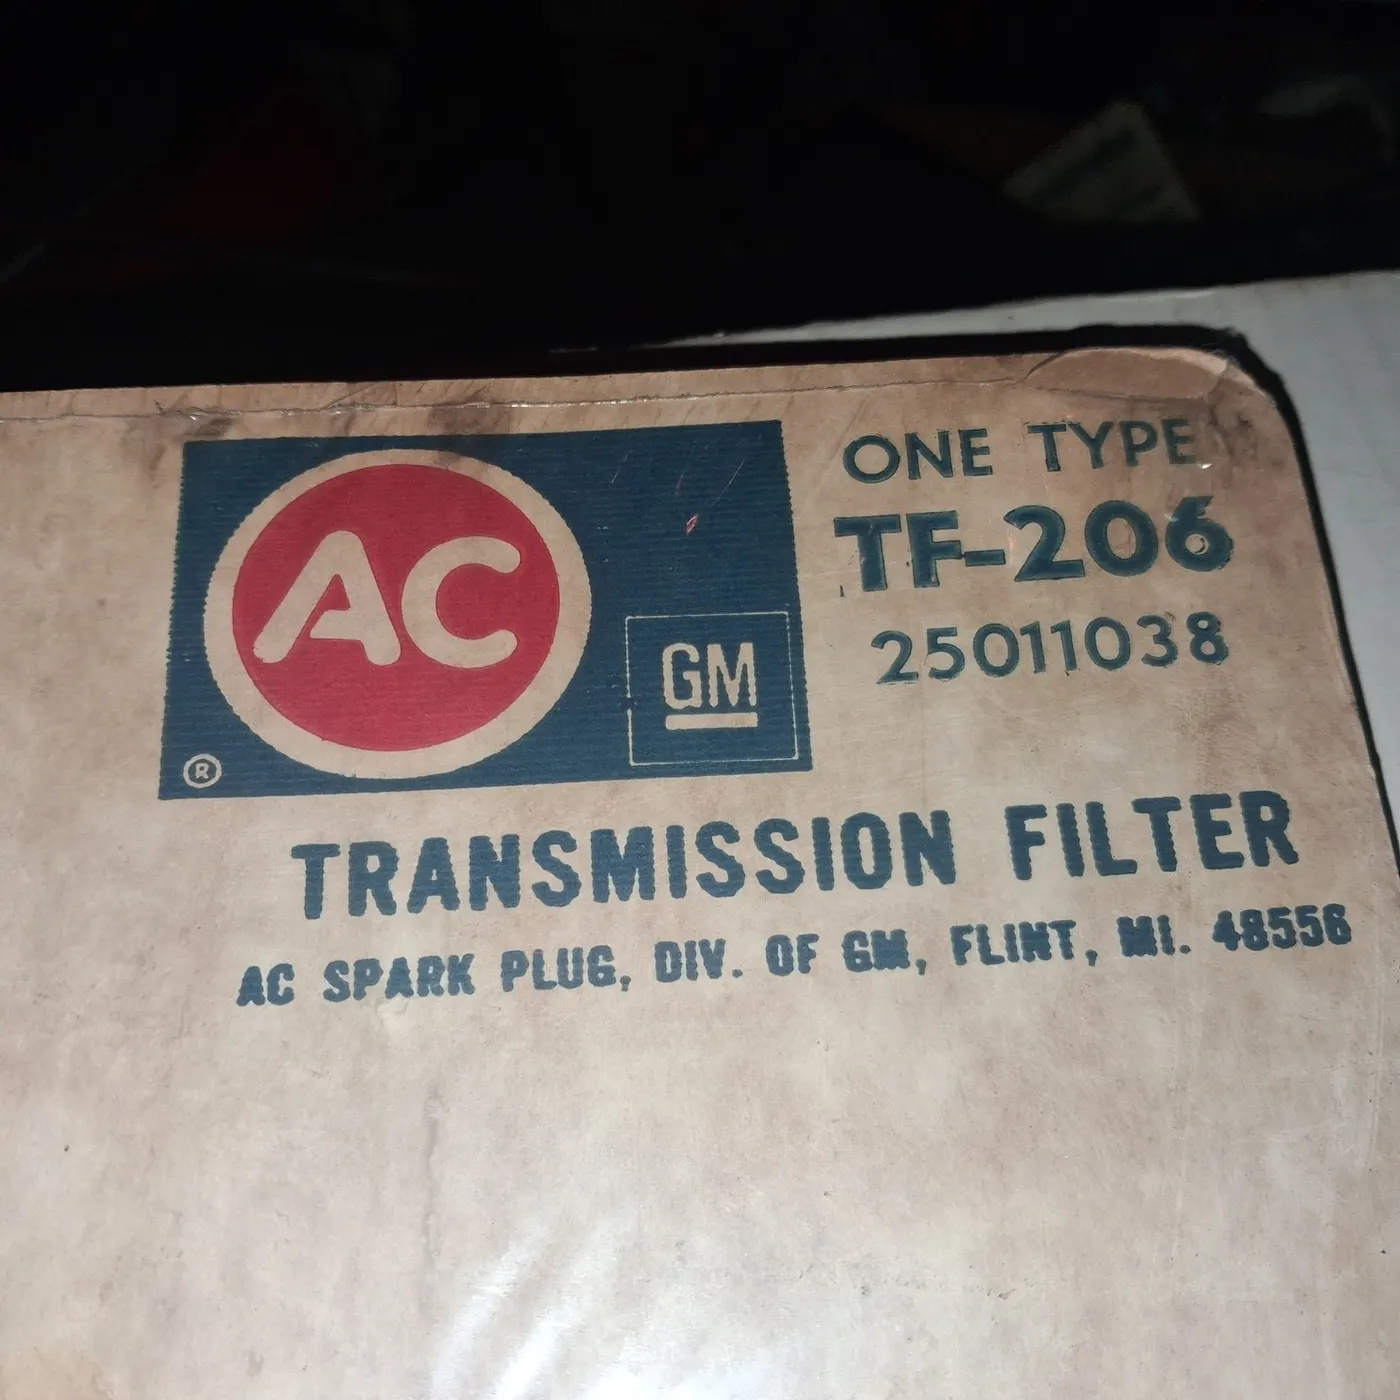 AC
GM
®
ONE TYPE
TF-206
25011038
TRANSMISSION FILTER
AC SPARK PLUG, DIV. OF GM, FLINT, MI. 48556